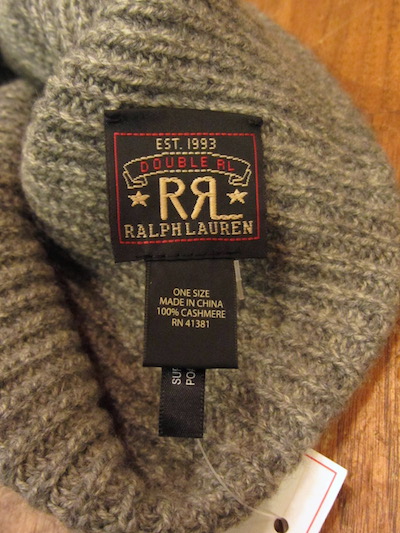 EST. 1993
DOUBLE RL
RRL
RALPH LAUREN
ONE SIZE
MADE IN CHINA
100% CASHMERE
RN 41381